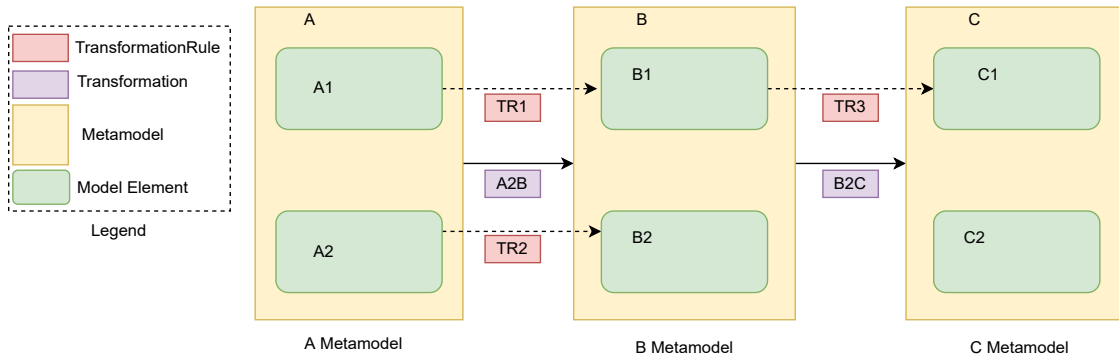 TransformationRule
Transformation
Metamodel
Model Element
Legend
A
B
C
A1
B1
C1
TR1
TR3
A2B
B2C
A2
B2
C2
TR2
A Metamodel
B Metamodel
C Metamodel